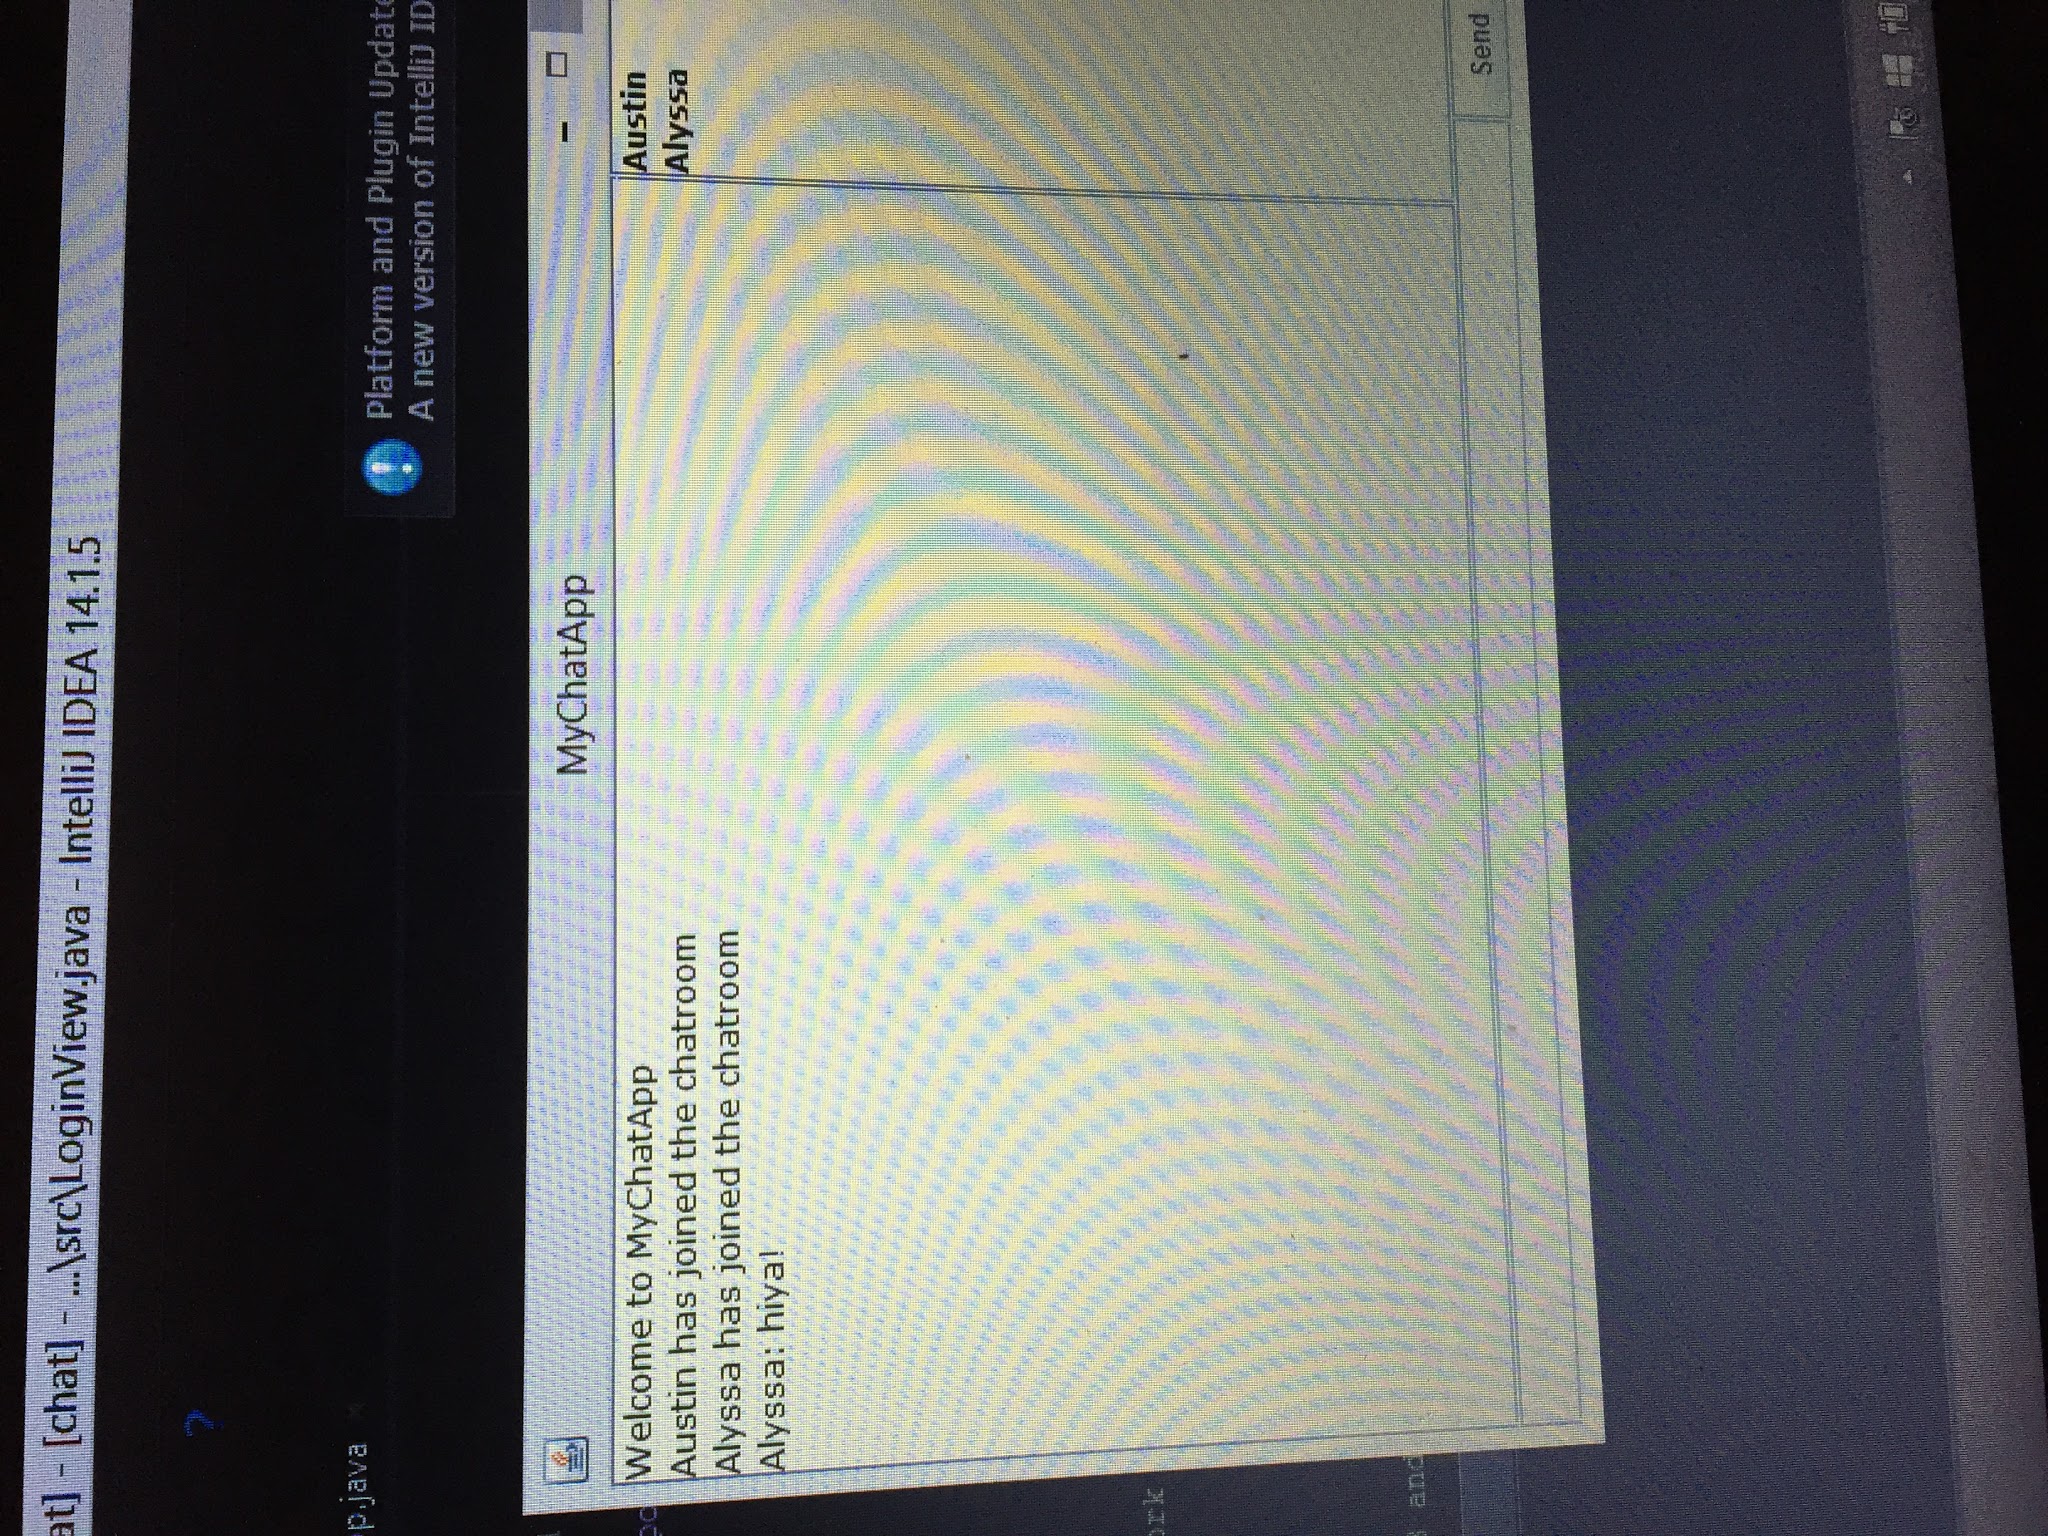 at] - [chat] - ...\src\LoginView.java - IntelliJ IDEA 14.1.5
?
p.java
Platform and Plugin Update
A new version of IntelliJ ID
MyChatApp
Welcome to MyChatApp
Austin has joined the chatroom
Alyssa has joined the chatroom
Alyssa: hiya!
Austin
Alyssa
ork
and
Send